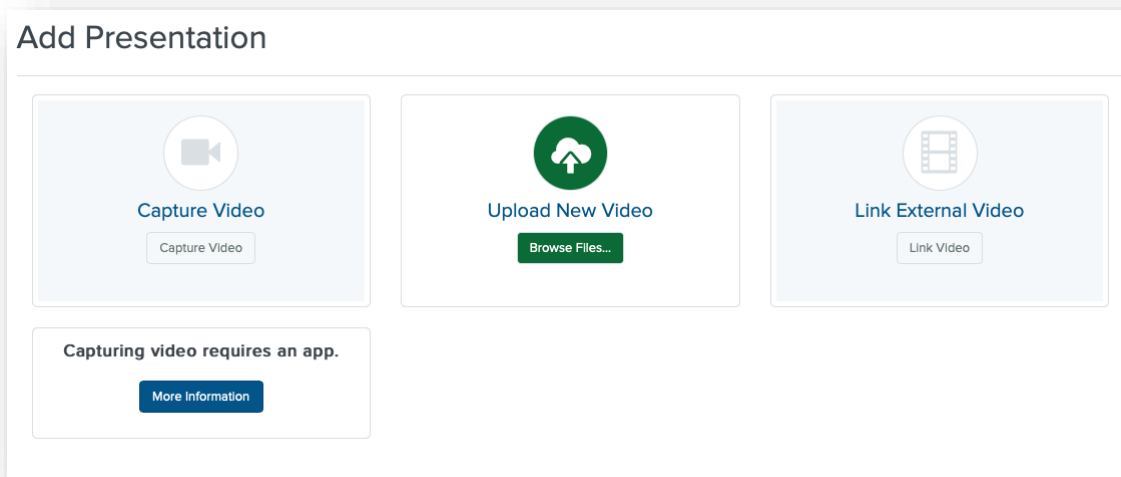 Add Presentation
Capture Video
Capture Video
Upload New Video
Browse Files...
Link External Video
Link Video
Capturing video requires an app.
More Information